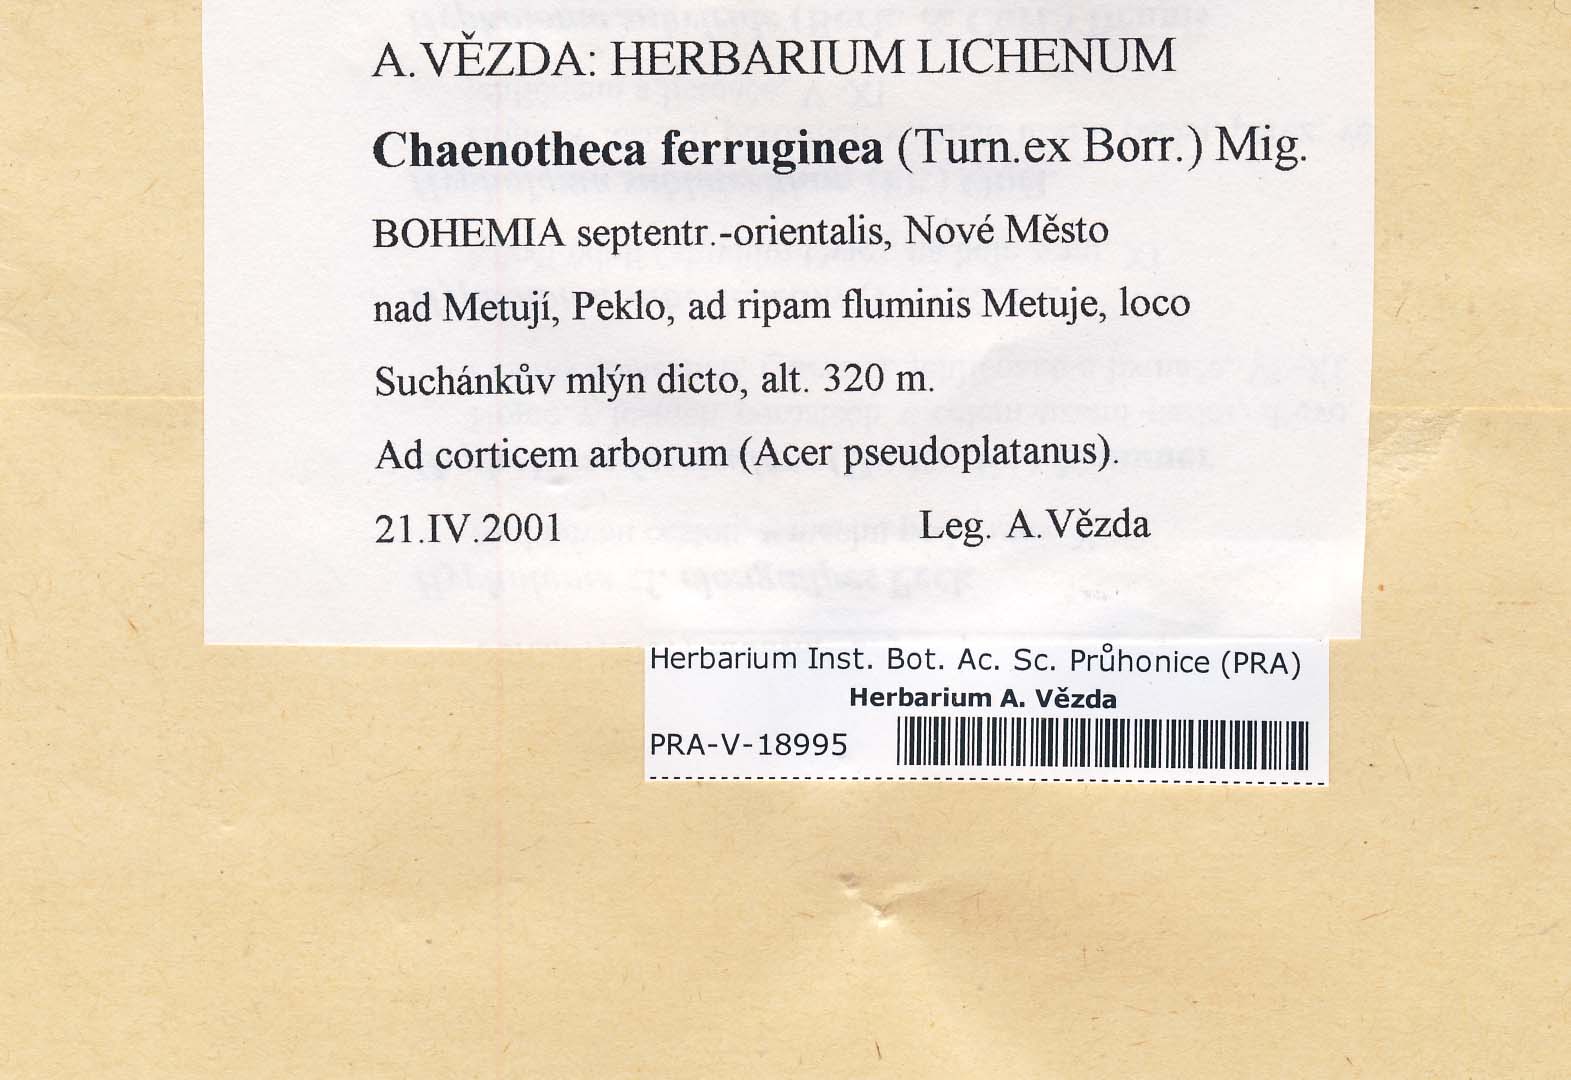 A. VĚZDA: HERBARIUM LICHENUM
Chaenotheca ferruginea (Turn.ex Borr.) Mig.
BOHEMIA septentr.-orientalis, Nové Město
nad Metují, Peklo, ad ripam fluminis Metuje, loco
Suchánkův mlýn dicto, alt. 320 m.
Ad corticem arborum (Acer pseudoplatanus).
21.IV.2001 Leg. A.Vězda
Herbarium Inst. Bot. Ac. Sc. Průhonice (PRA)
Herbarium A. Vězda
PRA-V-18995